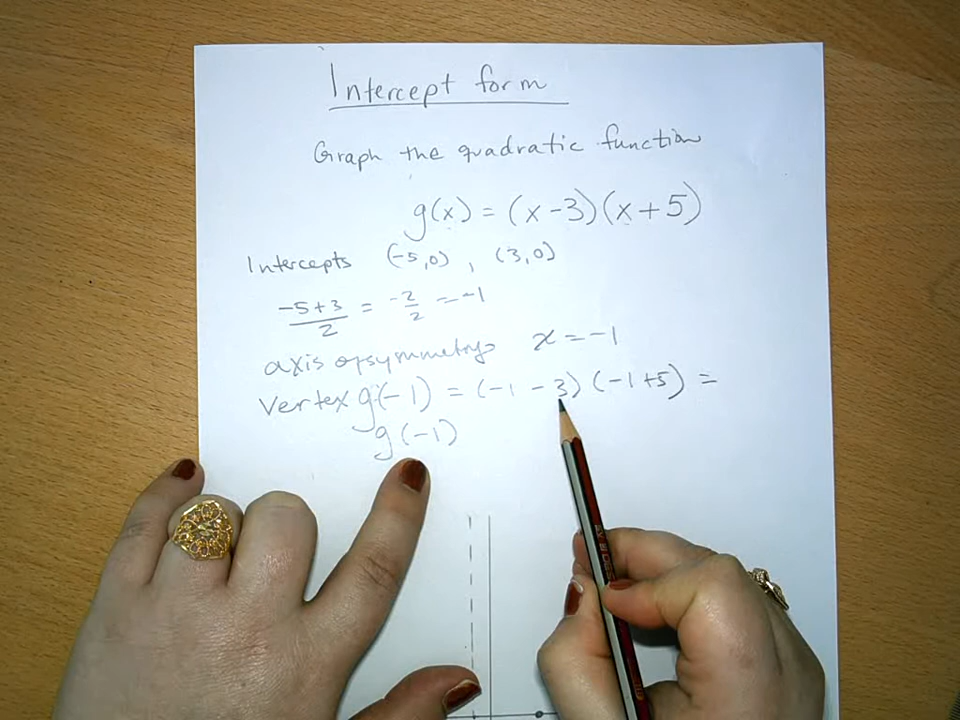 Intercept form
Graph the quadratic function
g(x) = (x-3)(x+5)
Intercepts (-5,0) , (3,0)
-5+3/2 = -2/2 = -1
axis of symmetry x = -1
Vertex g(-1) = (-1 -3) (-1+5) =
g(-1)